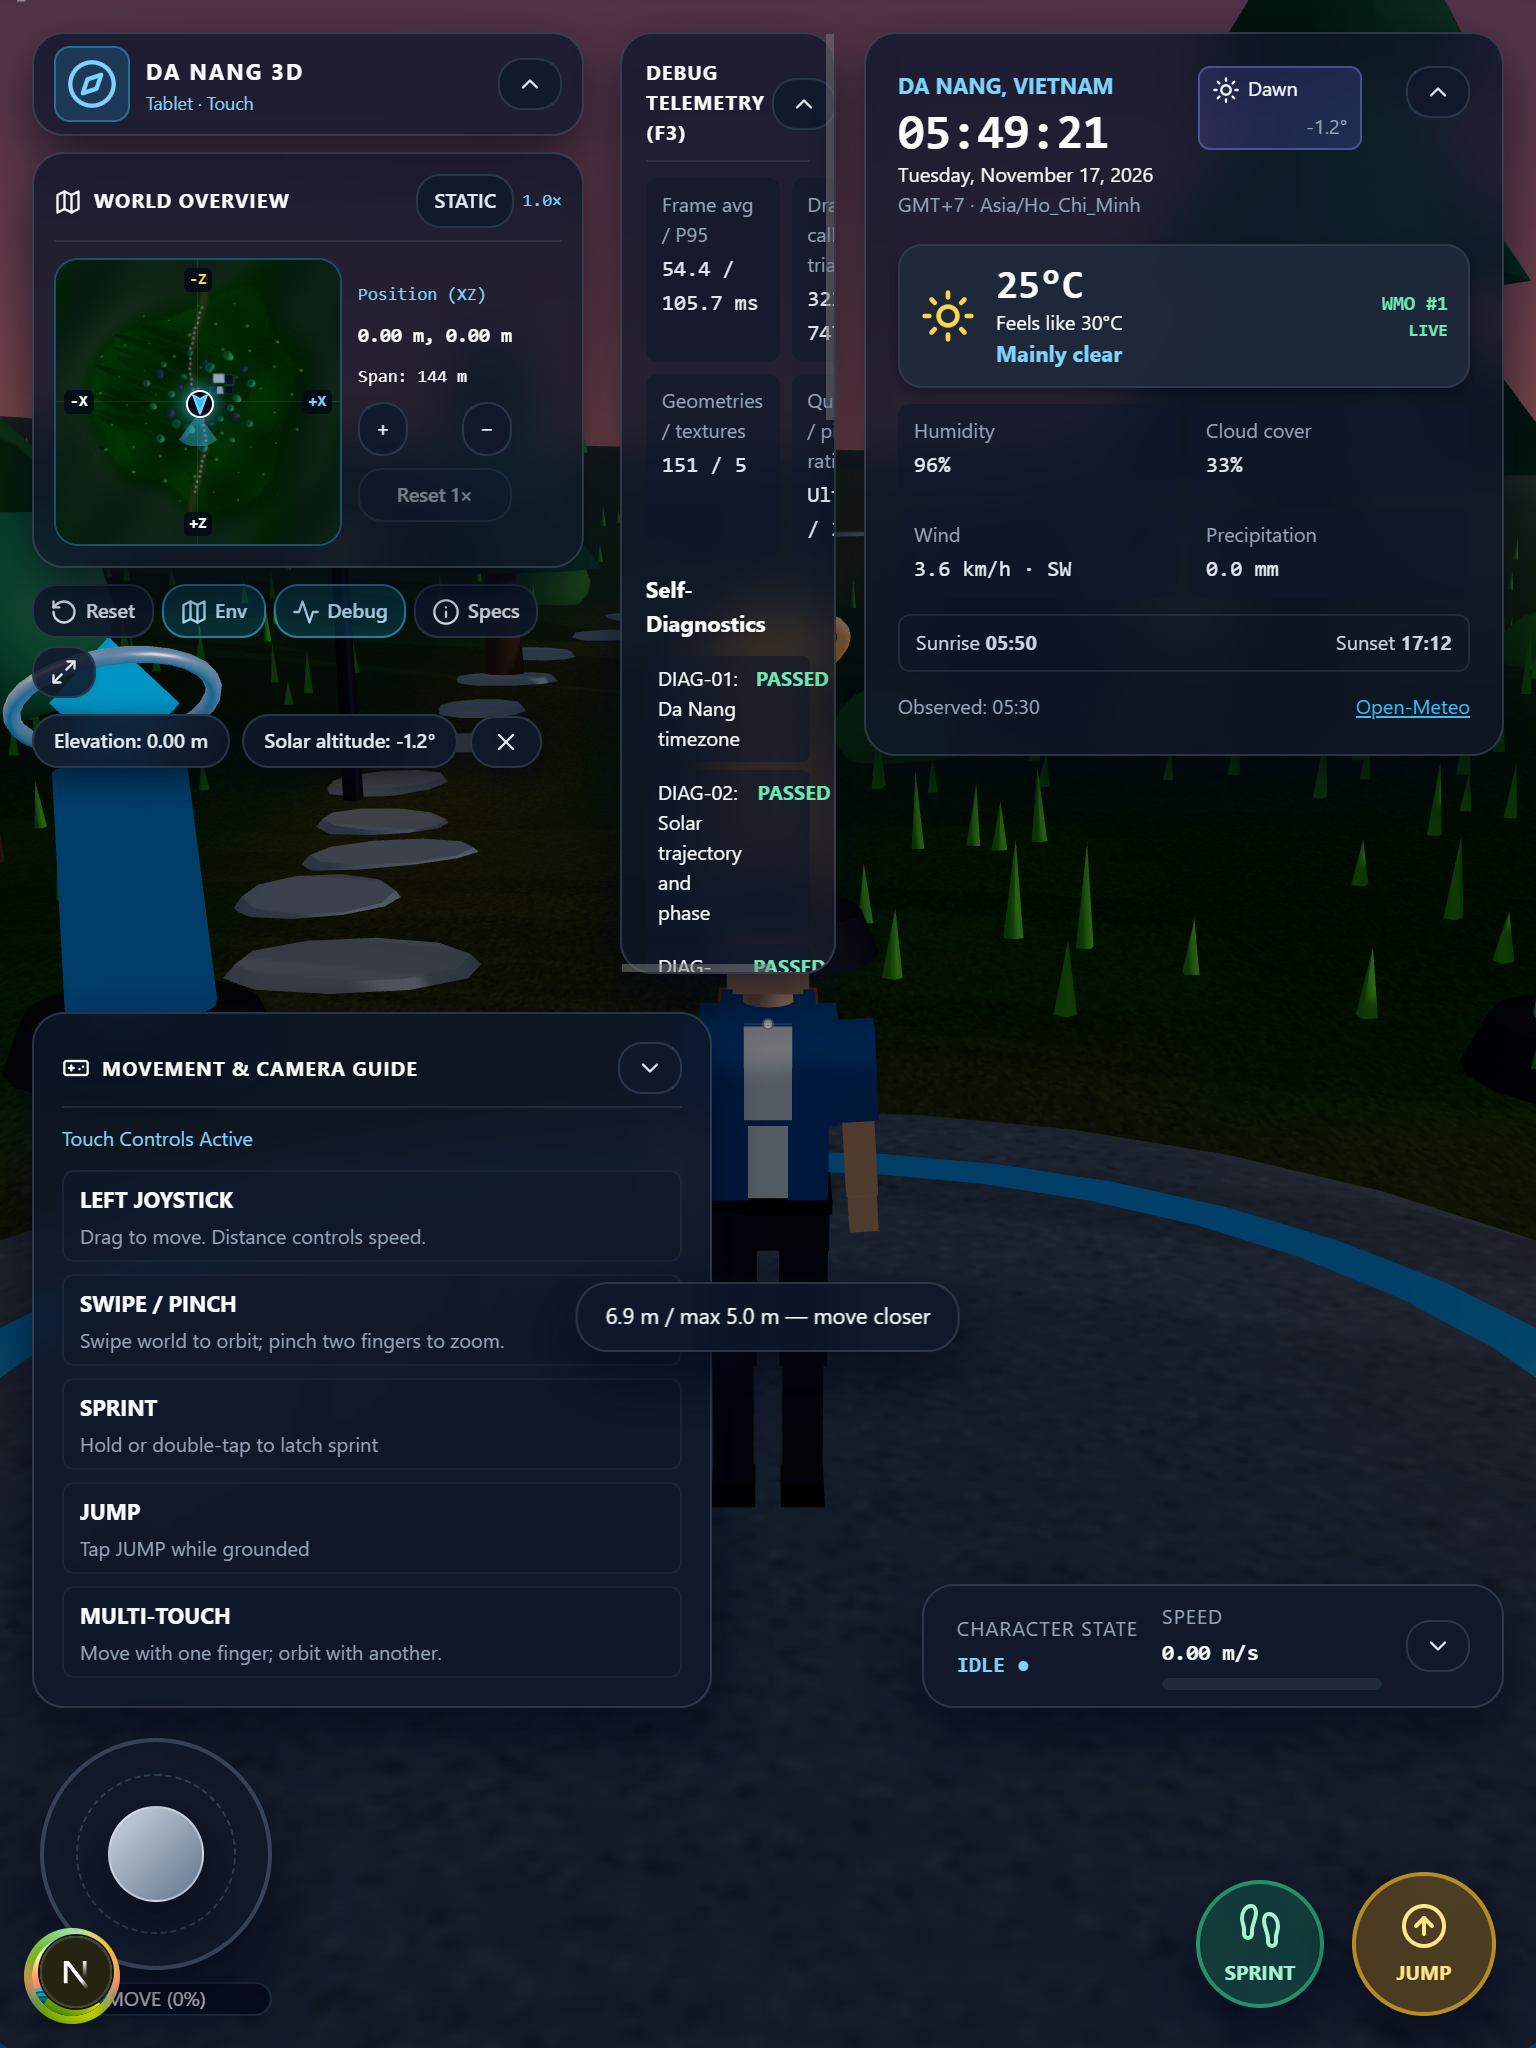 DA NANG 3D
Tablet · Touch
WORLD OVERVIEW
STATIC
1.0×
-Z
-X
+X
+Z
Position (XZ)
0.00 m, 0.00 m
Span: 144 m
+
−
Reset 1×
Reset
Env
Debug
Specs
Elevation: 0.00 m
Solar altitude: -1.2°
DEBUG
TELEMETRY
(F3)
Frame avg
/ P95
54.4 /
105.7 ms
Geometries
/ textures
151 / 5
Self-
Diagnostics
DIAG-01:
Da Nang
timezone
PASSED
DIAG-02:
Solar
trajectory
and
phase
PASSED
DIAG-
PASSED
DA NANG, VIETNAM
05:49:21
Tuesday, November 17, 2026
GMT+7 · Asia/Ho_Chi_Minh
Dawn
-1.2°
25°C
Feels like 30°C
Mainly clear
WMO #1
LIVE
Humidity
96%
Cloud cover
33%
Wind
3.6 km/h · SW
Precipitation
0.0 mm
Sunrise 05:50
Sunset 17:12
Observed: 05:30
Open-Meteo
MOVEMENT & CAMERA GUIDE
Touch Controls Active
LEFT JOYSTICK
Drag to move. Distance controls speed.
SWIPE / PINCH
Swipe world to orbit; pinch two fingers to zoom.
SPRINT
Hold or double-tap to latch sprint
JUMP
Tap JUMP while grounded
MULTI-TOUCH
Move with one finger; orbit with another.
6.9 m / max 5.0 m — move closer
CHARACTER STATE
IDLE ●
SPEED
0.00 m/s
N
MOVE (0%)
SPRINT
JUMP